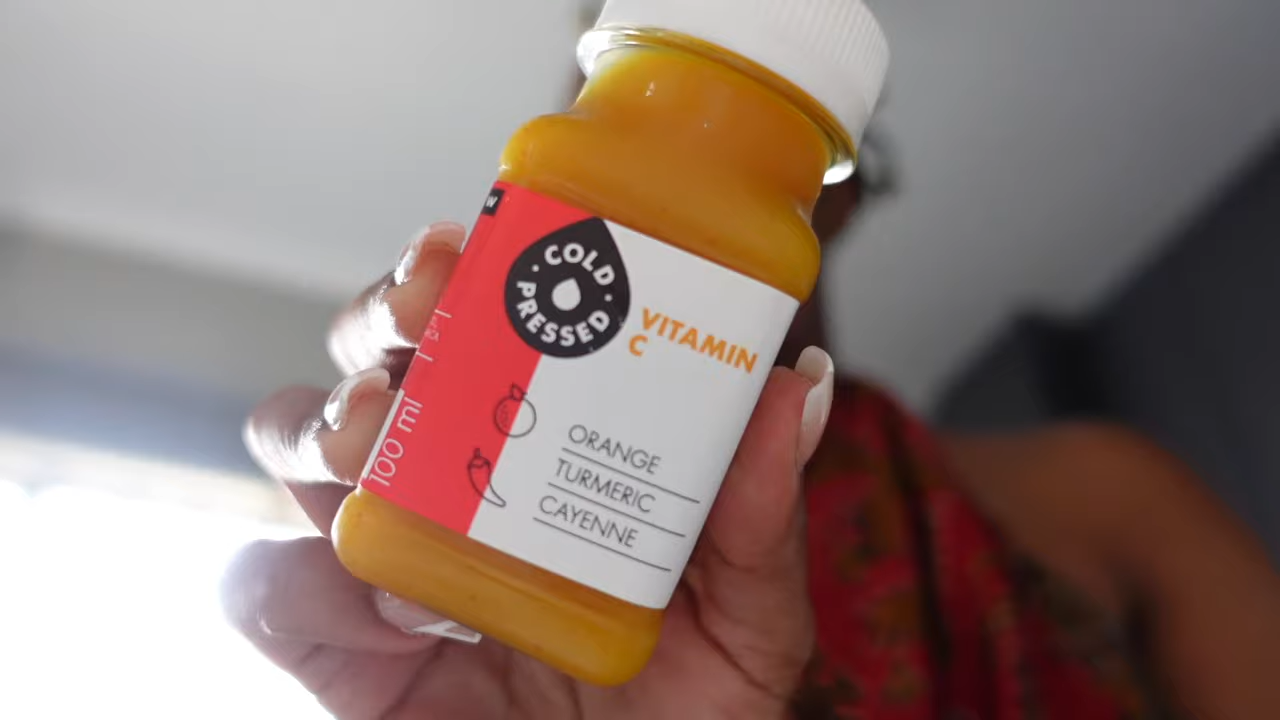 W
COLD
PRESSED
VITAMIN
C
ORANGE
TURMERIC
CAYENNE
100 ml